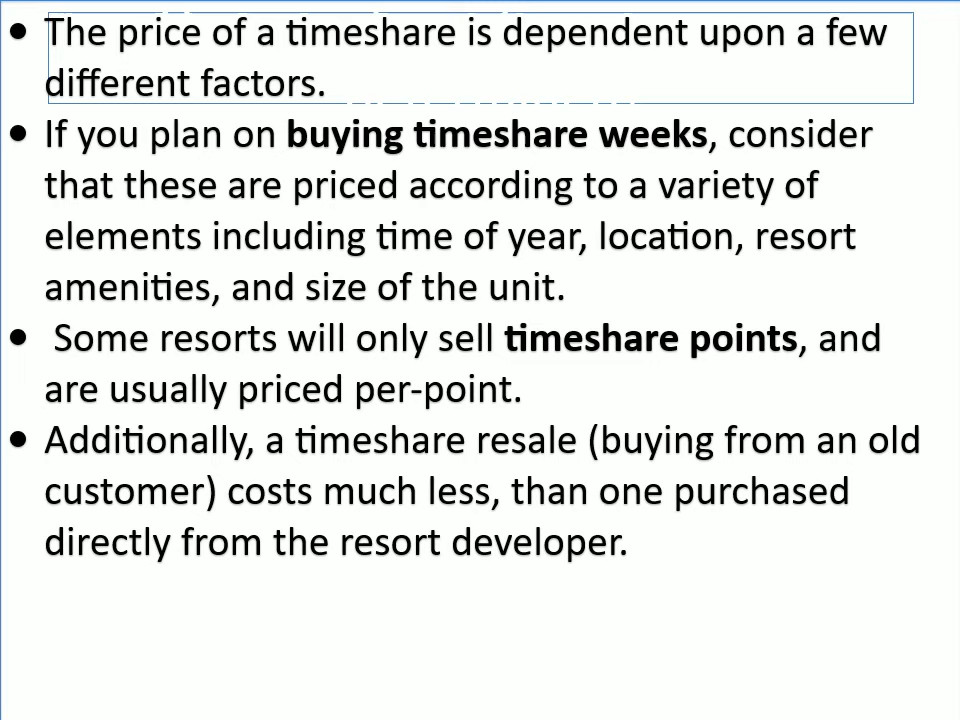 • The price of a timeshare is dependent upon a few
different factors.
• If you plan on buying timeshare weeks, consider
that these are priced according to a variety of
elements including time of year, location, resort
amenities, and size of the unit.
• Some resorts will only sell timeshare points, and
are usually priced per-point.
• Additionally, a timeshare resale (buying from an old
customer) costs much less, than one purchased
directly from the resort developer.